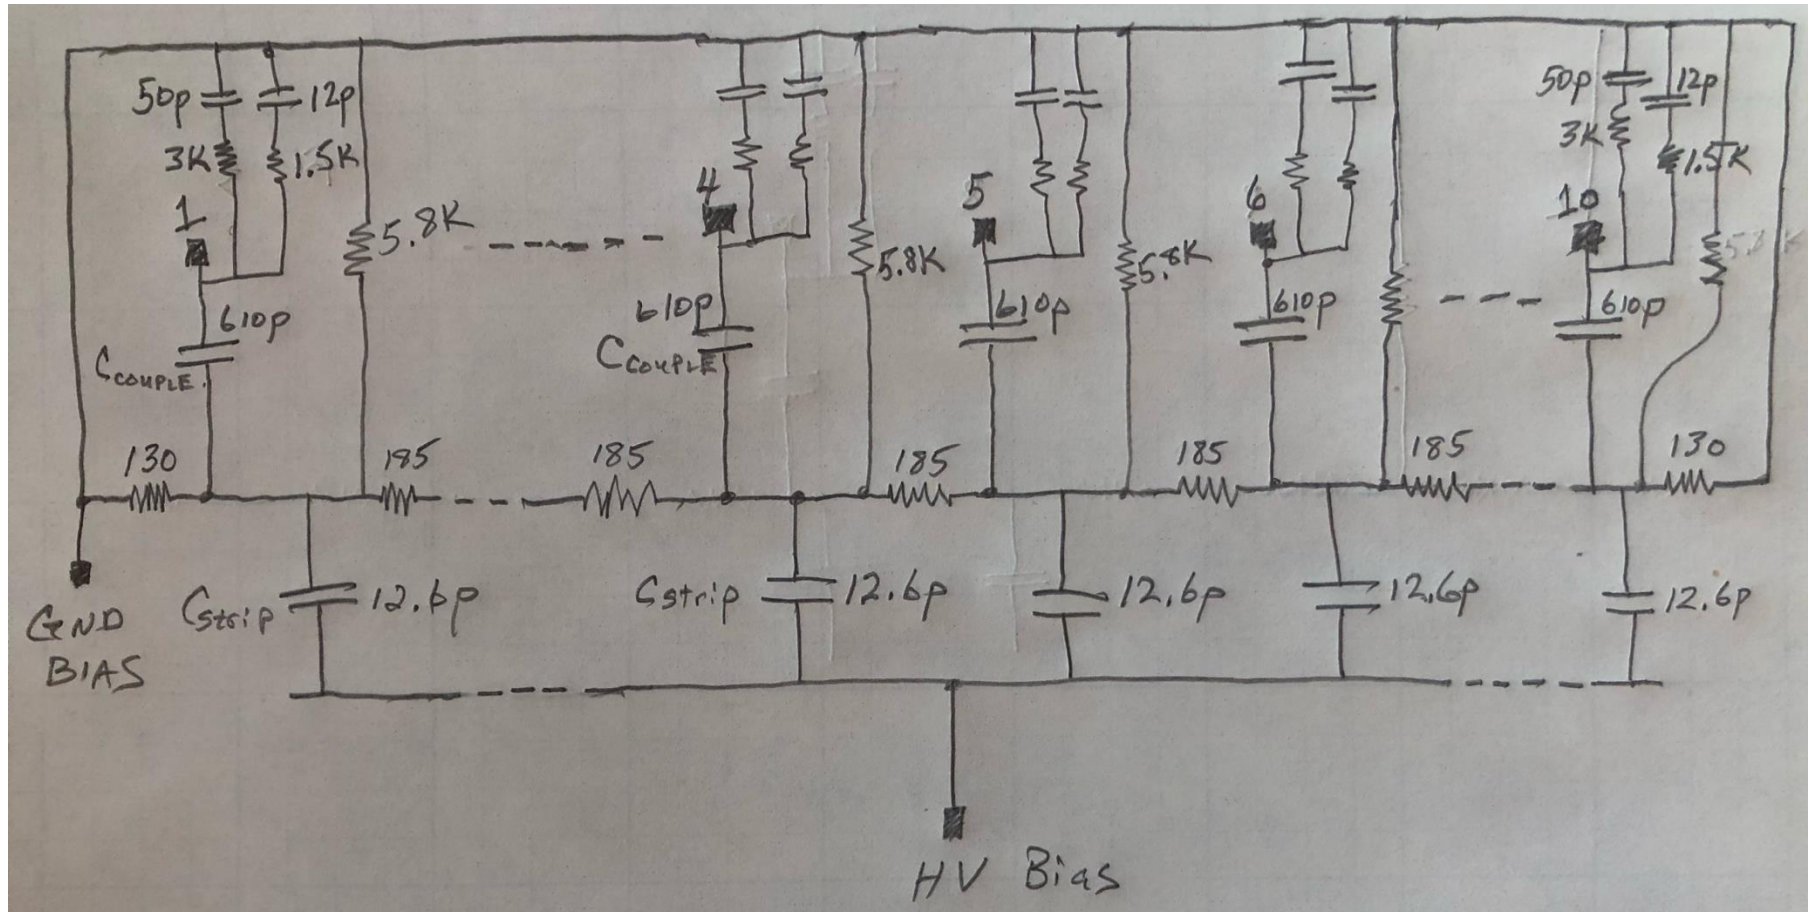 50p
12p
3K
1.5K
1
5.8K
610p
Ccouple.
4
5.8K
610p
Ccouple
5
5.8K
610p
6
610p
50p
12p
3K
1.5K
10
610p
130
185
185
185
185
185
130
Cstrip
12.6p
Cstrip
12.6p
12.6p
12.6p
12.6p
GND
BIAS
HV Bias